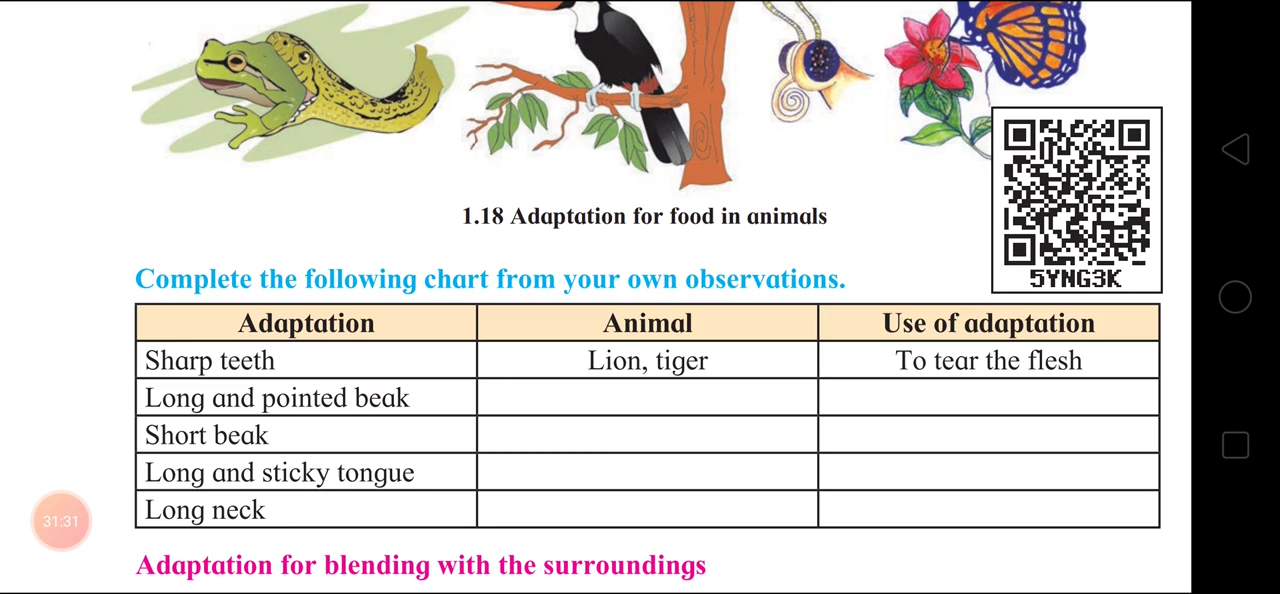 1.18 Adaptation for food in animals
5YNG3K
Complete the following chart from your own observations.
Adaptation Animal Use of adaptation
Sharp teeth Lion, tiger To tear the flesh
Long and pointed beak
Short beak
Long and sticky tongue
Long neck
31:31
Adaptation for blending with the surroundings